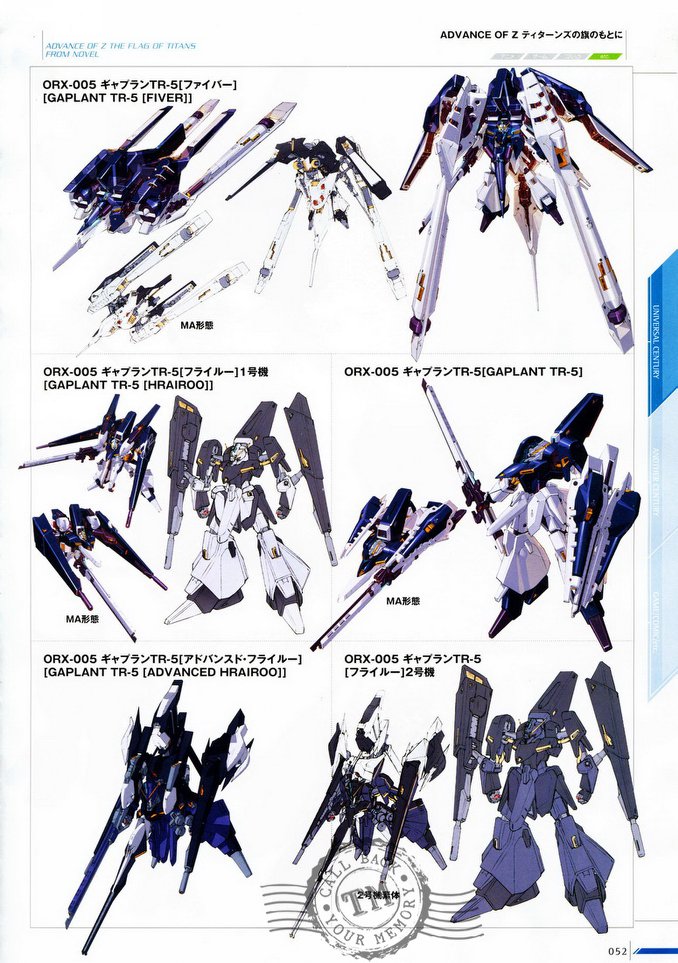 ADVANCE OF Z THE FLAG OF TITANS
FROM NOVEL
ADVANCE OF Z ティターンズの旗のもとに
ORX-005 ギャプランTR-5[ファイバー]
[GAPLANT TR-5 [FIVER]]
MA形態
ORX-005 ギャプランTR-5[フライルー]1号機
[GAPLANT TR-5 [HRAIROO]]
MA形態
ORX-005 ギャプランTR-5[GAPLANT TR-5]
MA形態
ORX-005 ギャプランTR-5[アドバンスド・フライルー]
[GAPLANT TR-5 [ADVANCED HRAIROO]]
ORX-005 ギャプランTR-5
[フライルー]2号機
UNIVERSAL CENTURY
ANOTHER CENTURY
CALL BACK
TM
YOUR MEMORY
052